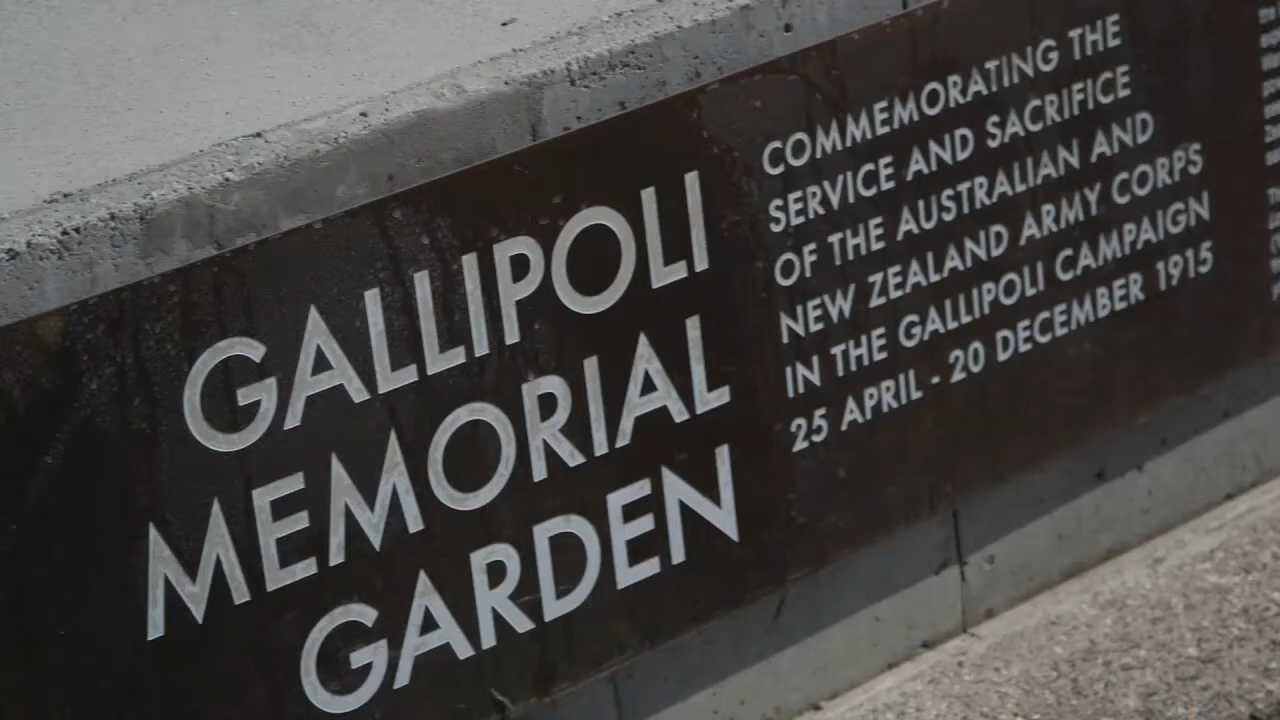 GALLIPOLI
MEMORIAL
GARDEN
COMMEMORATING THE
SERVICE AND SACRIFICE
OF THE AUSTRALIAN AND
NEW ZEALAND ARMY CORPS
IN THE GALLIPOLI CAMPAIGN
25 APRIL - 20 DECEMBER 1915